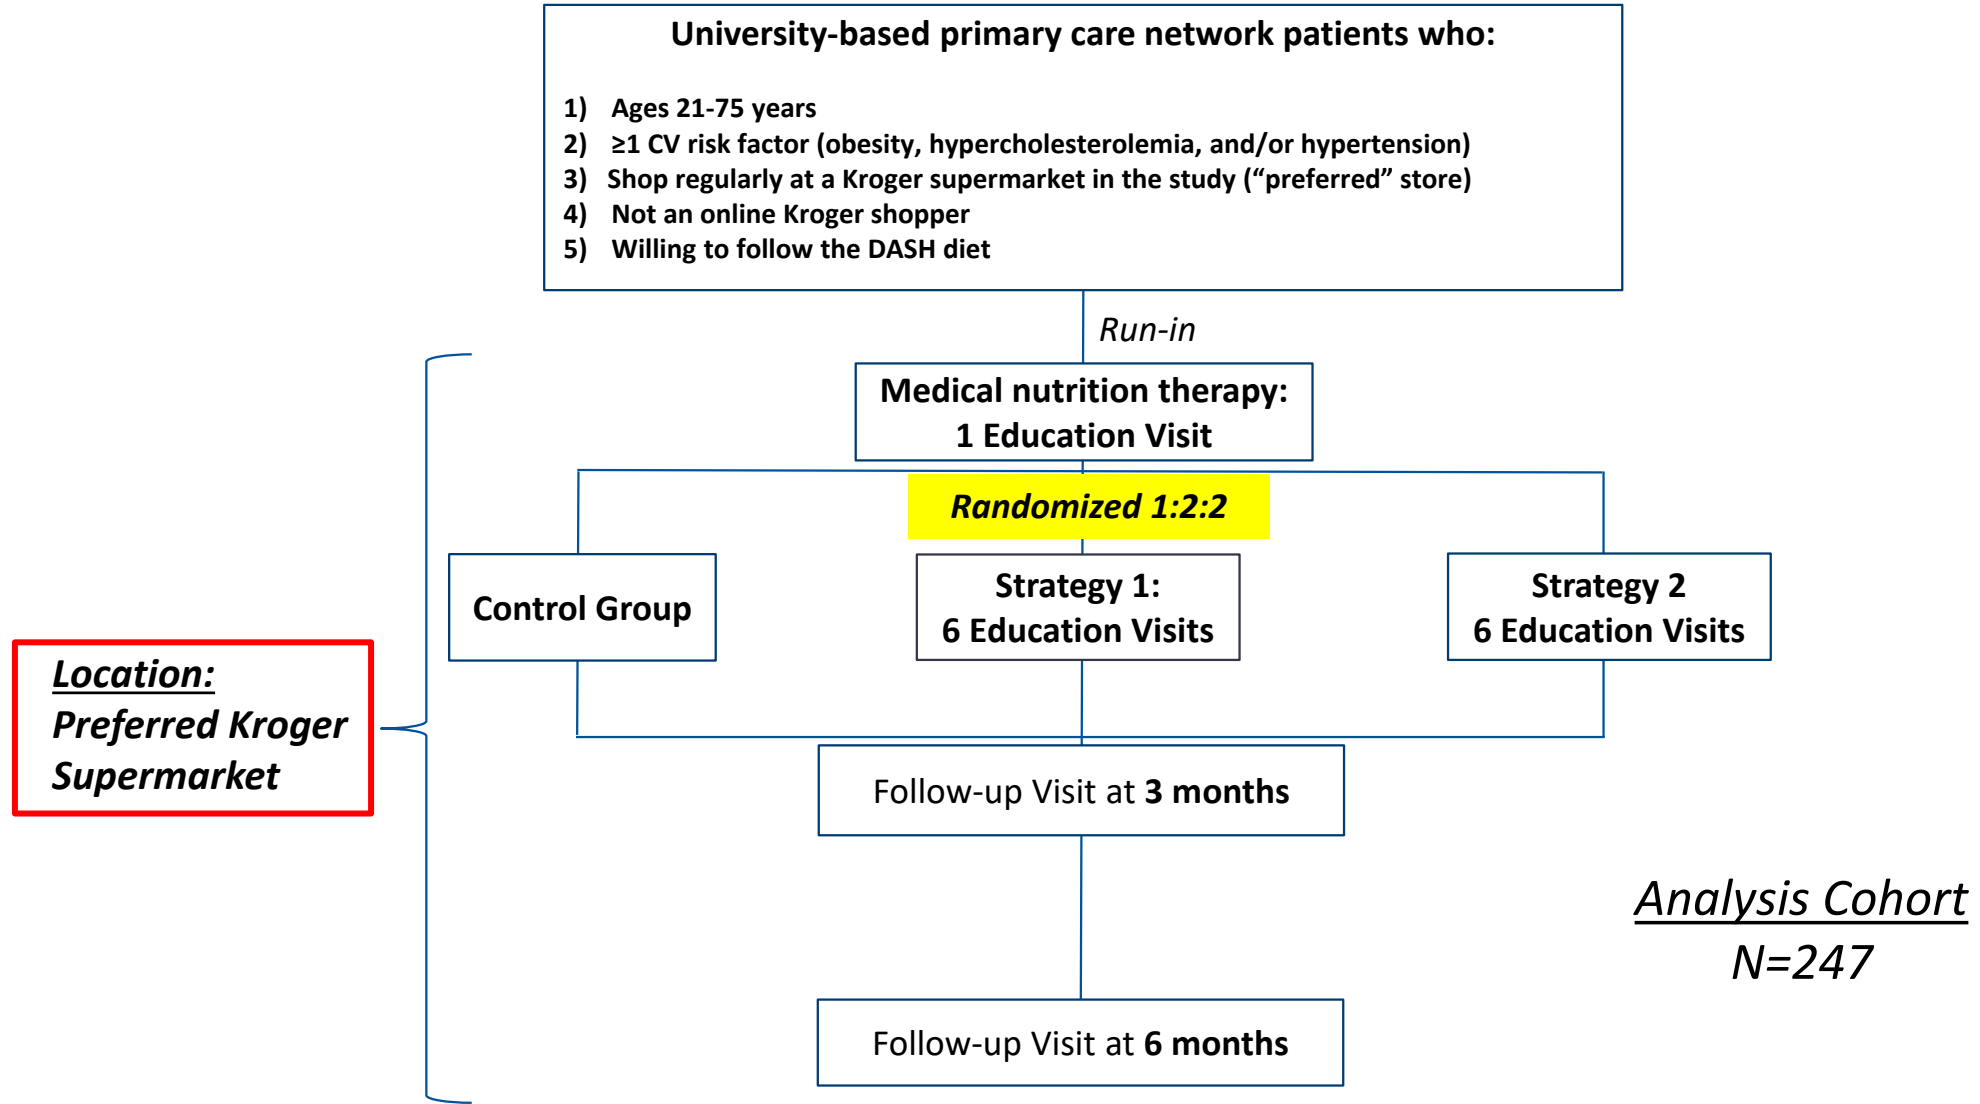 University-based primary care network patients who:
1) Ages 21-75 years
2) ≥1 CV risk factor (obesity, hypercholesterolemia, and/or hypertension)
3) Shop regularly at a Kroger supermarket in the study (“preferred” store)
4) Not an online Kroger shopper
5) Willing to follow the DASH diet
Run-in
Medical nutrition therapy:
1 Education Visit
Randomized 1:2:2
Control Group
Strategy 1:
6 Education Visits
Strategy 2
6 Education Visits
Location:
Preferred Kroger
Supermarket
Follow-up Visit at 3 months
Analysis Cohort
N=247
Follow-up Visit at 6 months